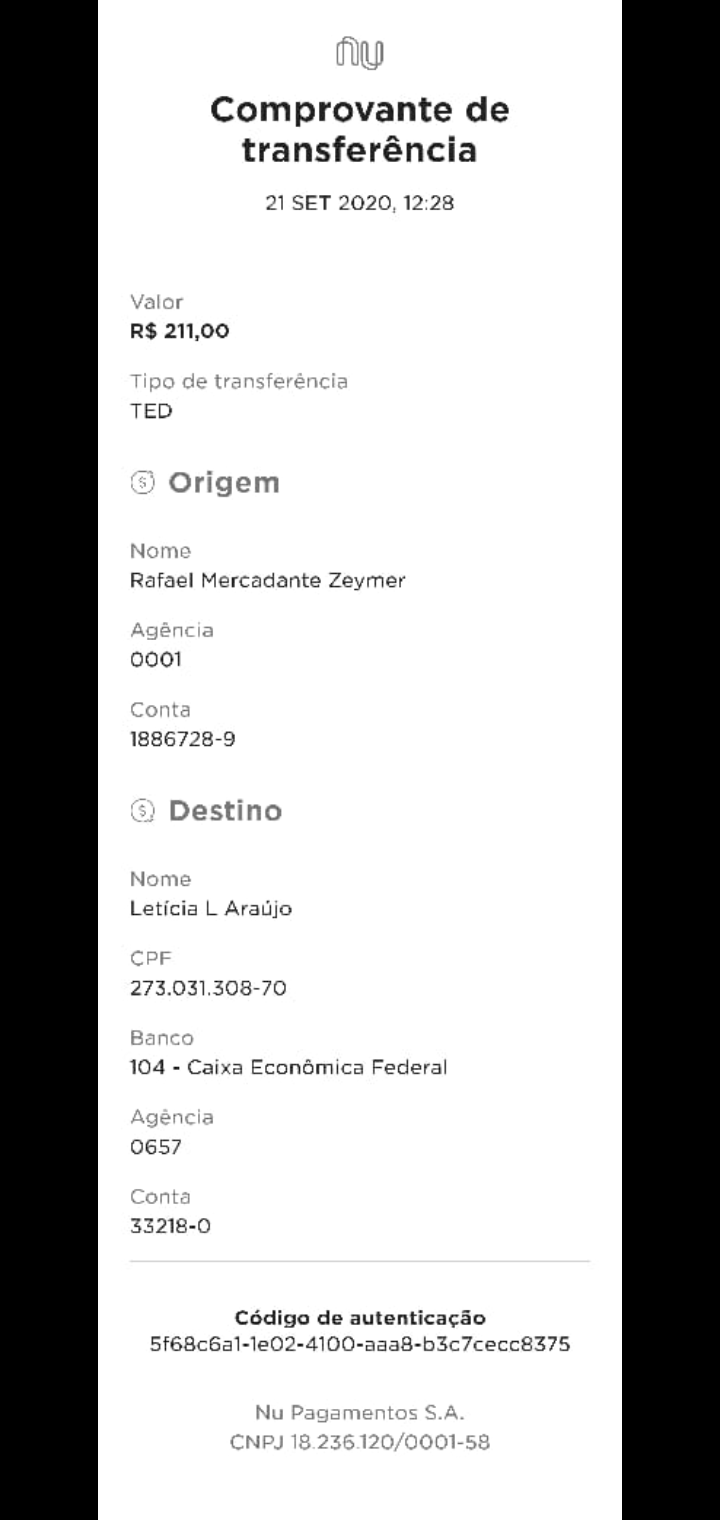 nu
Comprovante de
transferência
21 SET 2020, 12:28
Valor
R$ 211,00
Tipo de transferência
TED
Origem
Nome
Rafael Mercadante Zeymer
Agência
0001
Conta
1886728-9
Destino
Nome
Letícia L Araújo
CPF
273.031.308-70
Banco
104 - Caixa Econômica Federal
Agência
0657
Conta
33218-0
Código de autenticação
5f68c6a1-1e02-4100-aaa8-b3c7cecc8375
Nu Pagamentos S.A.
CNPJ 18.236.120/0001-58